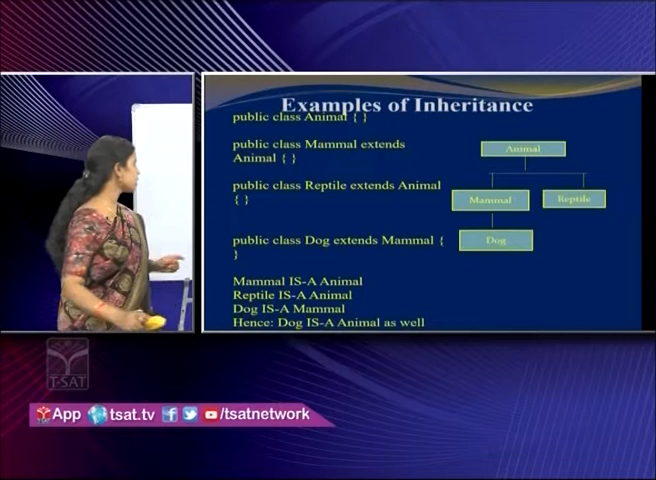 Examples of Inheritance
public class Animal { }
public class Mammal extends
Animal { }
public class Reptile extends Animal
{ }
public class Dog extends Mammal {
}
Mammal IS-A Animal
Reptile IS-A Animal
Dog IS-A Mammal
Hence: Dog IS-A Animal as well
Animal
Mammal
Reptile
Dog
T-SAT
App tsat.tv /tsatnetwork